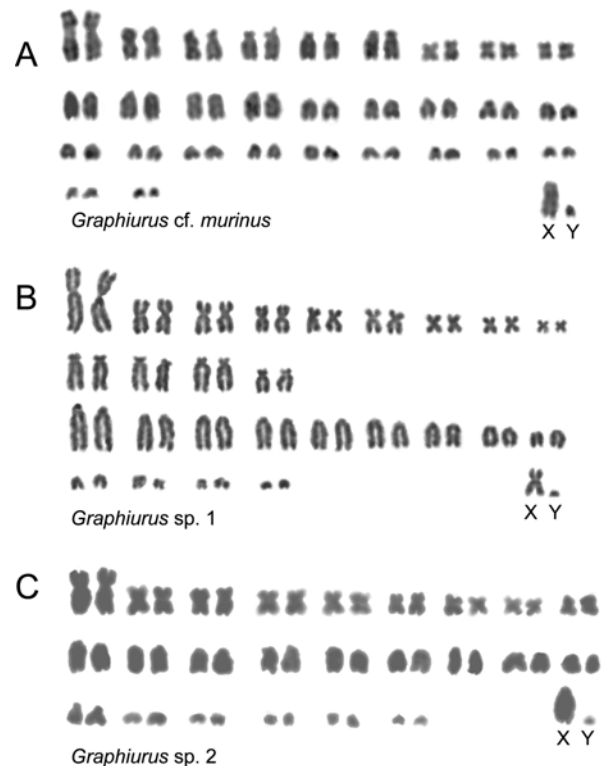 A
Graphiurus cf. murinus
X Y
B
Graphiurus sp. 1
X Y
C
Graphiurus sp. 2
X Y